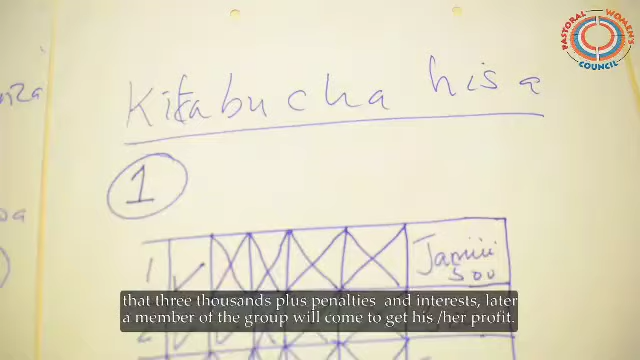 PASTORAL WOMEN'S
COUNCIL
Kitabu cha hisa
1
1
Jamii
500
that three thousands plus penalties and interests, later
a member of the group will come to get his /her profit.